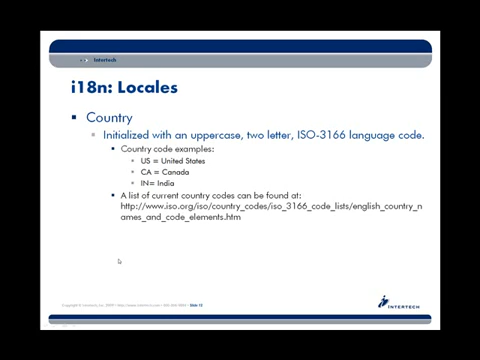 Intertech
i18n: Locales
Country
Initialized with an uppercase, two letter, ISO-3166 language code.
Country code examples:
US = United States
CA = Canada
IN= India
A list of current country codes can be found at:
http://www.iso.org/iso/country_codes/iso_3166_code_lists/english_country_n
ames_and_code_elements.htm
Slide 12
INTERTECH